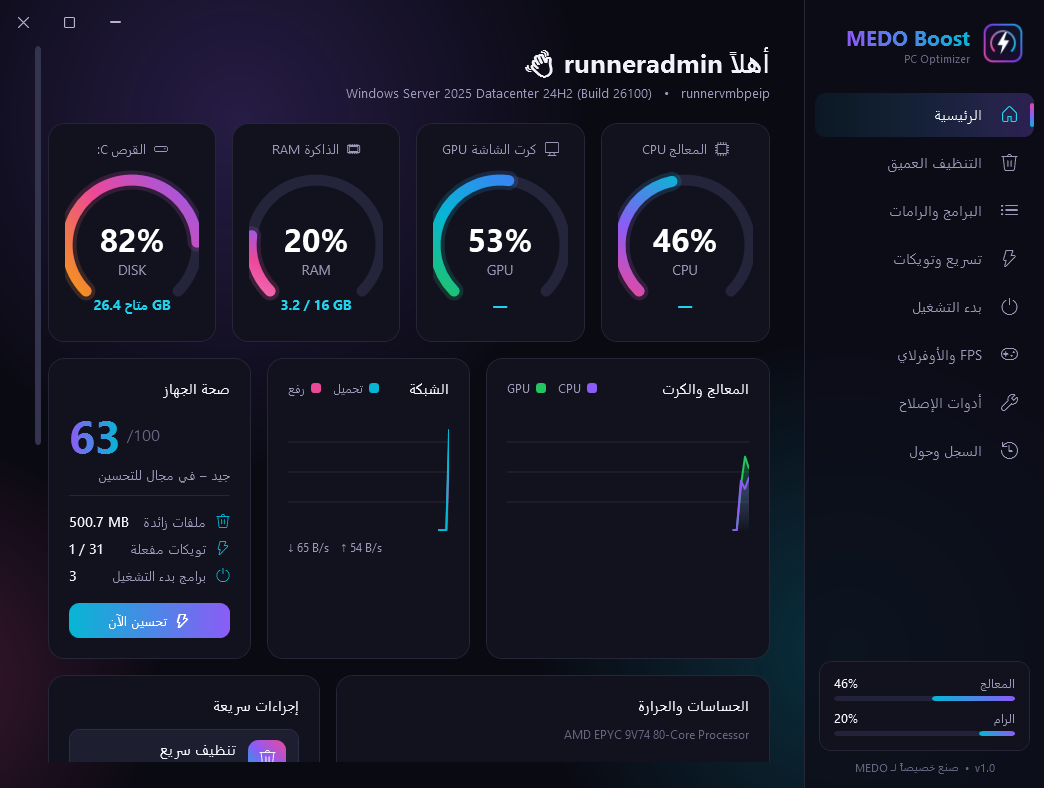 MEDO Boost
PC Optimizer
الرئيسية
التنظيف العميق
البرامج والرامات
تسريع وتويكات
بدء التشغيل
FPS والأوفرلاي
أدوات الإصلاح
السجل وحول
المعالج 46%
الرام 20%
v1.0 • صنع خصيصاً لـ MEDO
أهلاً runneradmin
runnervmbpeip • Windows Server 2025 Datacenter 24H2 (Build 26100)
المعالج CPU
46%
CPU
—
كرت الشاشة GPU
53%
GPU
—
الذاكرة RAM
20%
RAM
3.2 / 16 GB
القرص C:
82%
DISK
26.4 متاح GB
المعالج والكرت
CPU
GPU
الشبكة
تحميل
رفع
↓ 65 B/s ↑ 54 B/s
صحة الجهاز
63 /100
جيد – في مجال للتحسين
ملفات زائدة 500.7 MB
تويكات مفعلة 1 / 31
برامج بدء التشغيل 3
تحسين الآن
الحساسات والحرارة
AMD EPYC 9V74 80-Core Processor
إجراءات سريعة
تنظيف سريع